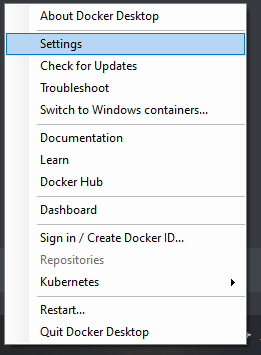 About Docker Desktop
Settings
Check for Updates
Troubleshoot
Switch to Windows containers...
Documentation
Learn
Docker Hub
Dashboard
Sign in / Create Docker ID...
Repositories
Kubernetes
Restart...
Quit Docker Desktop